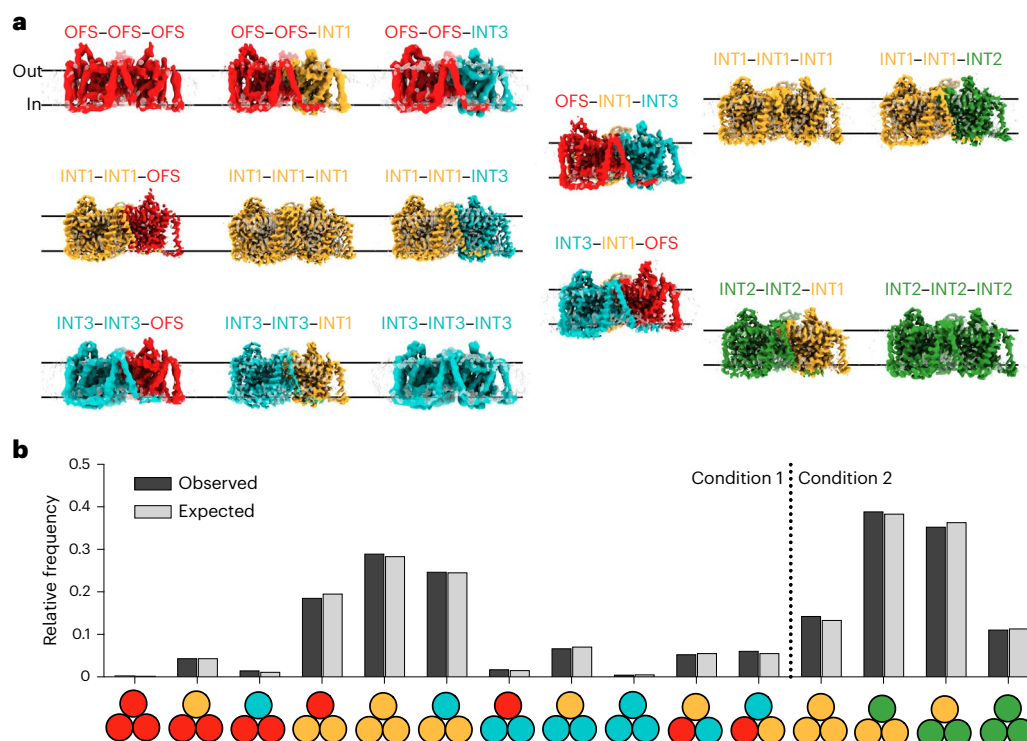 a
OFS–OFS–OFS
OFS–OFS–INT1
OFS–OFS–INT3
Out
In
INT1–INT1–OFS
INT1–INT1–INT1
INT1–INT1–INT3
INT3–INT3–OFS
INT3–INT3–INT1
INT3–INT3–INT3
OFS–INT1–INT3
INT3–INT1–OFS
INT1–INT1–INT1
INT1–INT1–INT2
INT2–INT2–INT1
INT2–INT2–INT2
b
Relative frequency
0.5
0.4
0.3
0.2
0.1
0
Observed
Expected
Condition 1
Condition 2